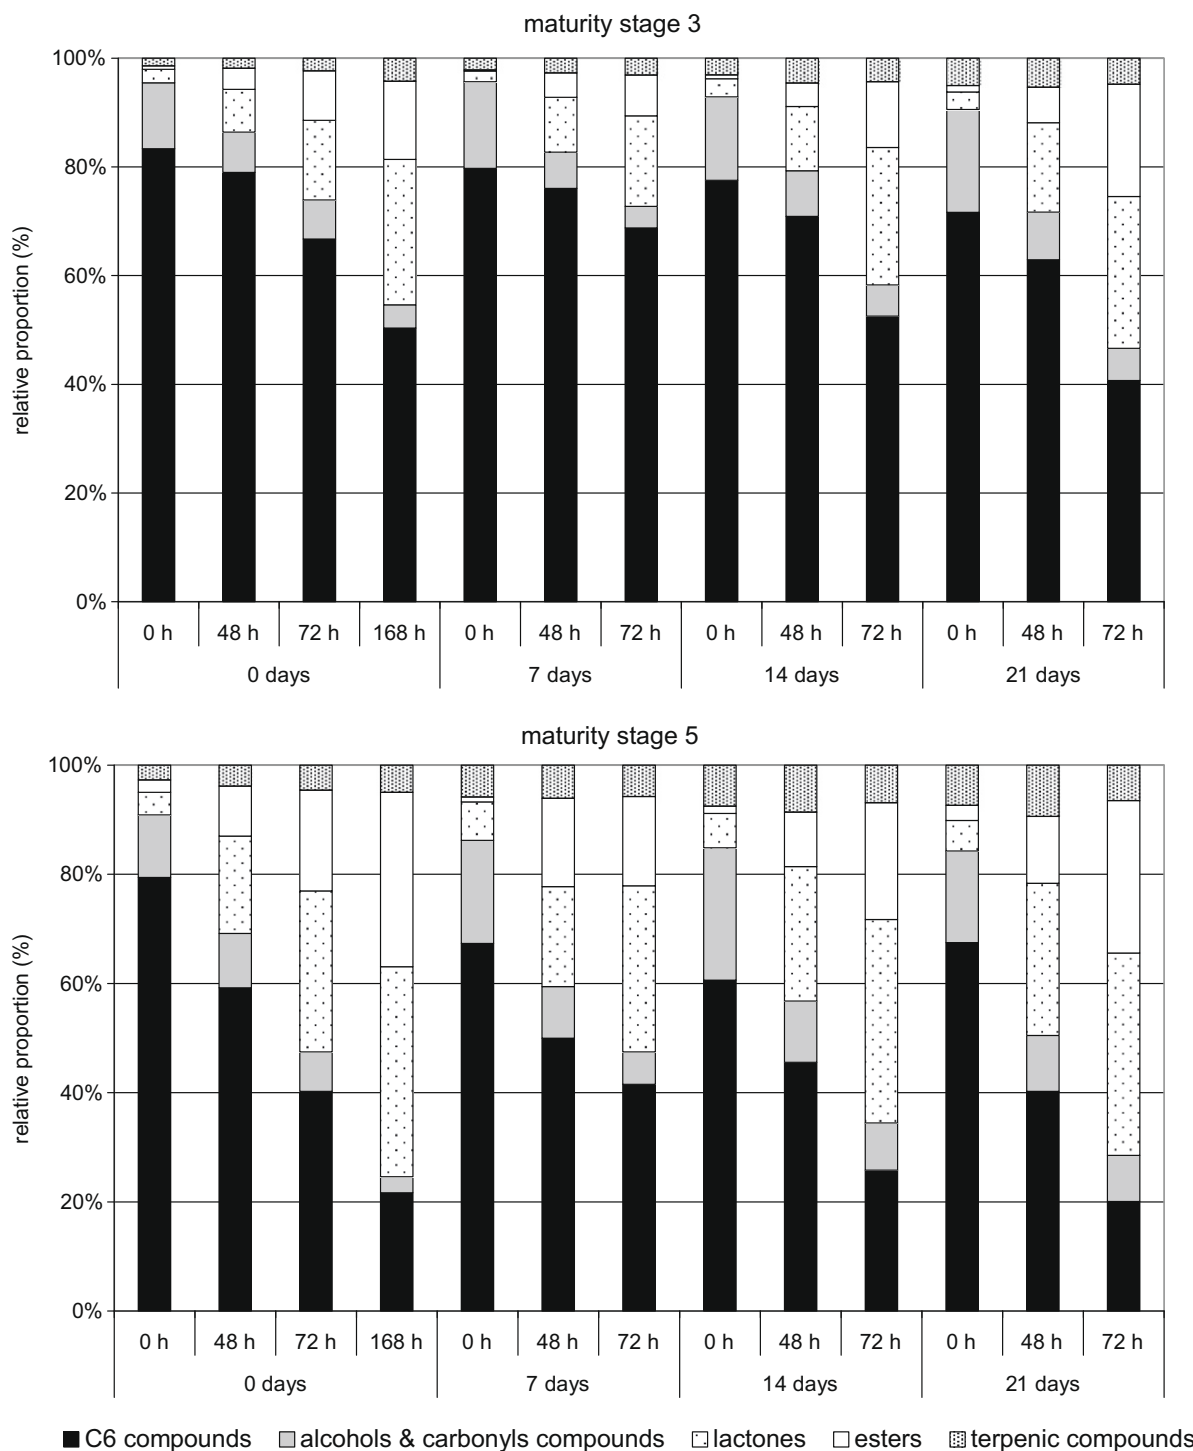 maturity stage 3
relative proportion (%)
100%
80%
60%
40%
20%
0%
0 h 48 h 72 h 168 h 0 h 48 h 72 h 0 h 48 h 72 h 0 h 48 h 72 h
0 days 7 days 14 days 21 days
maturity stage 5
relative proportion (%)
100%
80%
60%
40%
20%
0%
0 h 48 h 72 h 168 h 0 h 48 h 72 h 0 h 48 h 72 h 0 h 48 h 72 h
0 days 7 days 14 days 21 days
C6 compounds alcohols & carbonyls compounds lactones esters terpenic compounds